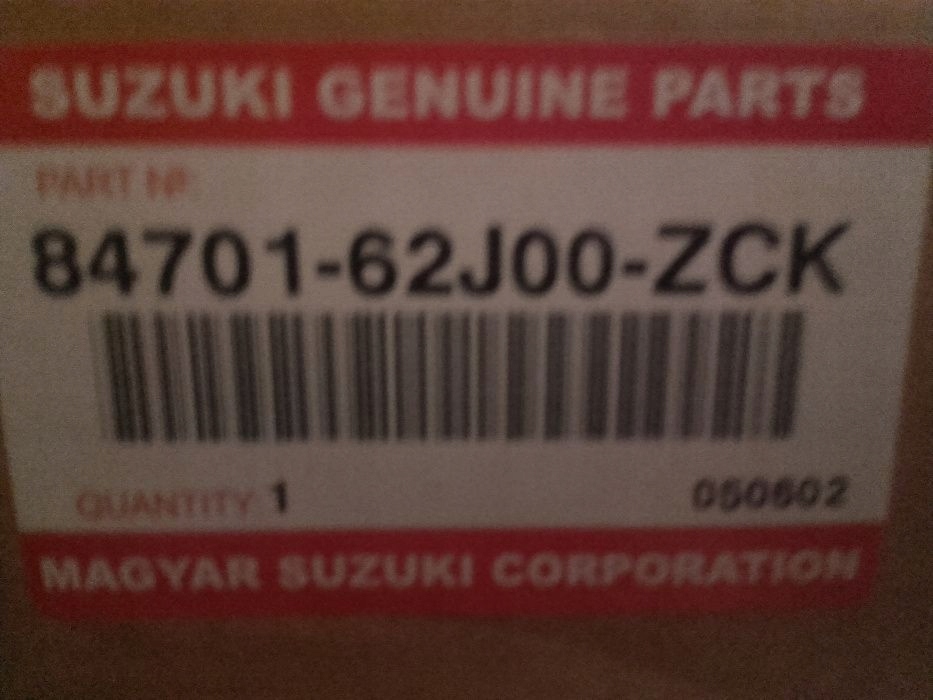 SUZUKI GENUINE PARTS
PART №:
84701-62J00-ZCK
QUANTITY: 1 050602
MAGYAR SUZUKI CORPORATION